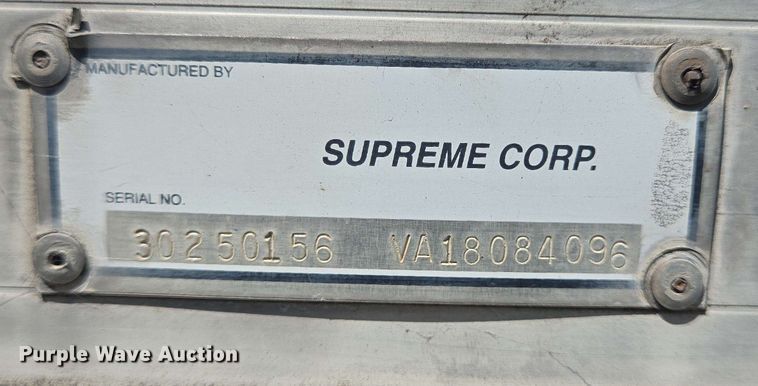 MANUFACTURED BY
SUPREME CORP.
SERIAL NO.
30250156 VA18084096
Purple Wave Auction